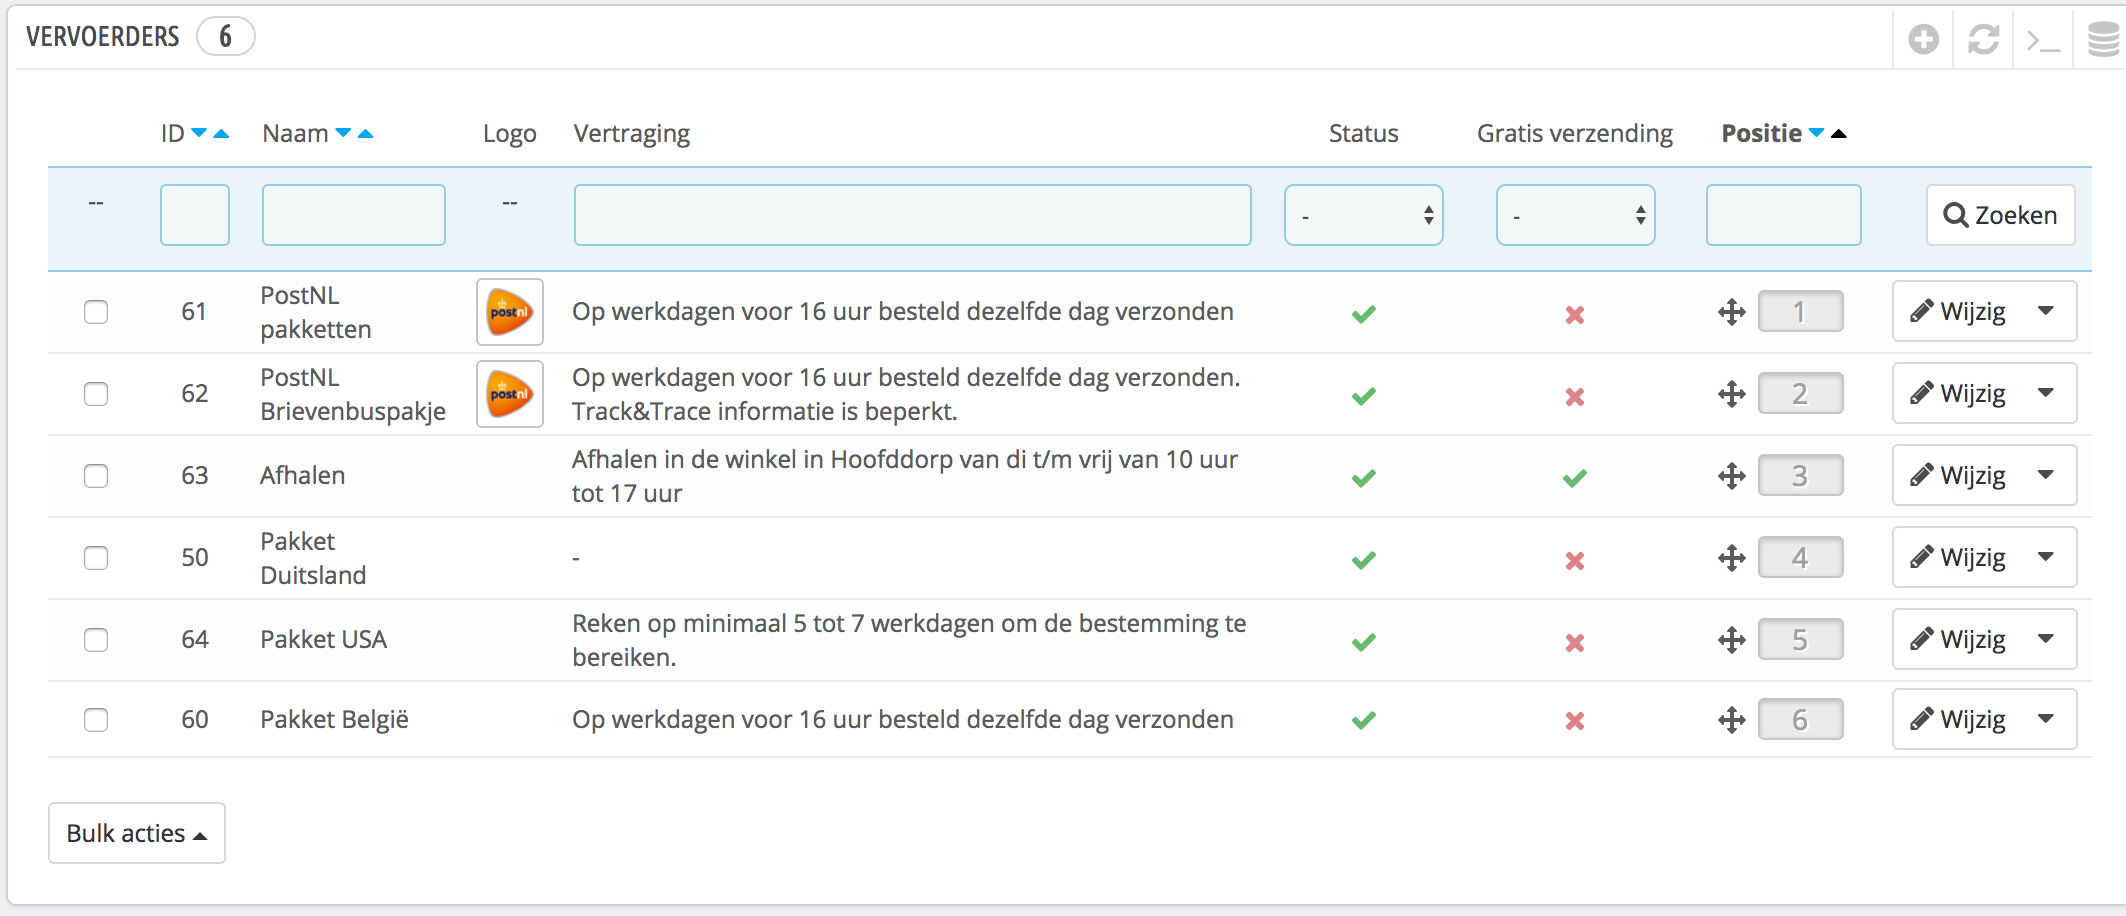 VERVOERDERS 6
ID Naam Logo Vertraging Status Gratis verzending Positie
-- -- - - Zoeken
61 PostNL pakketten postnl Op werkdagen voor 16 uur besteld dezelfde dag verzonden 1 Wijzig
62 PostNL Brievenbuspakje postnl Op werkdagen voor 16 uur besteld dezelfde dag verzonden. Track&Trace informatie is beperkt. 2 Wijzig
63 Afhalen Afhalen in de winkel in Hoofddorp van di t/m vrij van 10 uur tot 17 uur 3 Wijzig
50 Pakket Duitsland - 4 Wijzig
64 Pakket USA Reken op minimaal 5 tot 7 werkdagen om de bestemming te bereiken. 5 Wijzig
60 Pakket België Op werkdagen voor 16 uur besteld dezelfde dag verzonden 6 Wijzig
Bulk acties